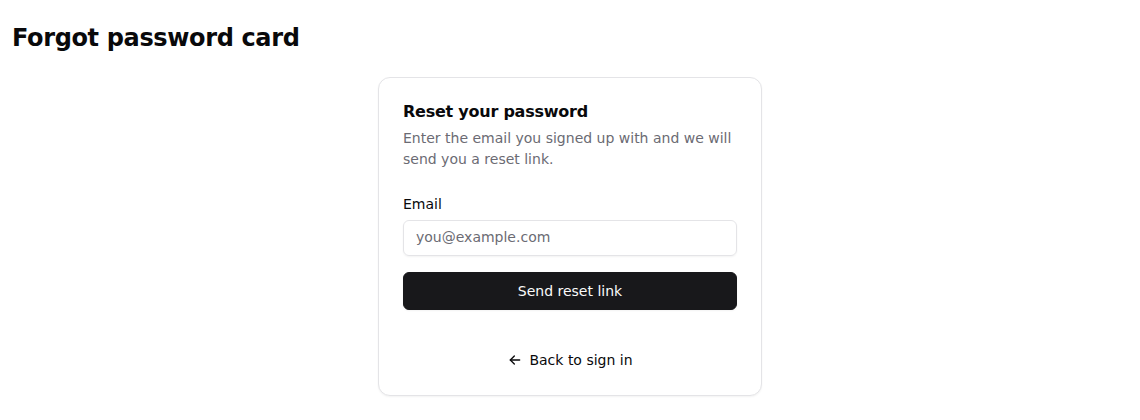 Forgot password card
Reset your password
Enter the email you signed up with and we will
send you a reset link.
Email
you@example.com
Send reset link
Back to sign in